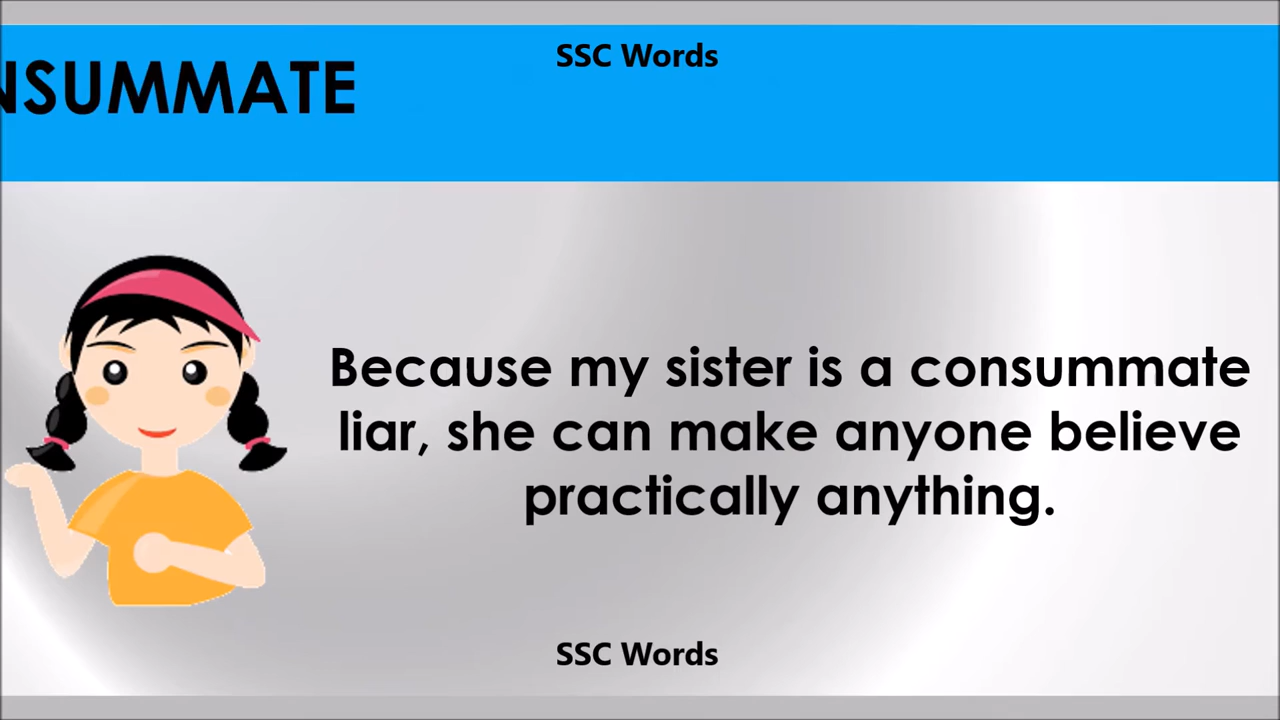 SSC Words
NSUMMATE
Because my sister is a consummate
liar, she can make anyone believe
practically anything.
SSC Words